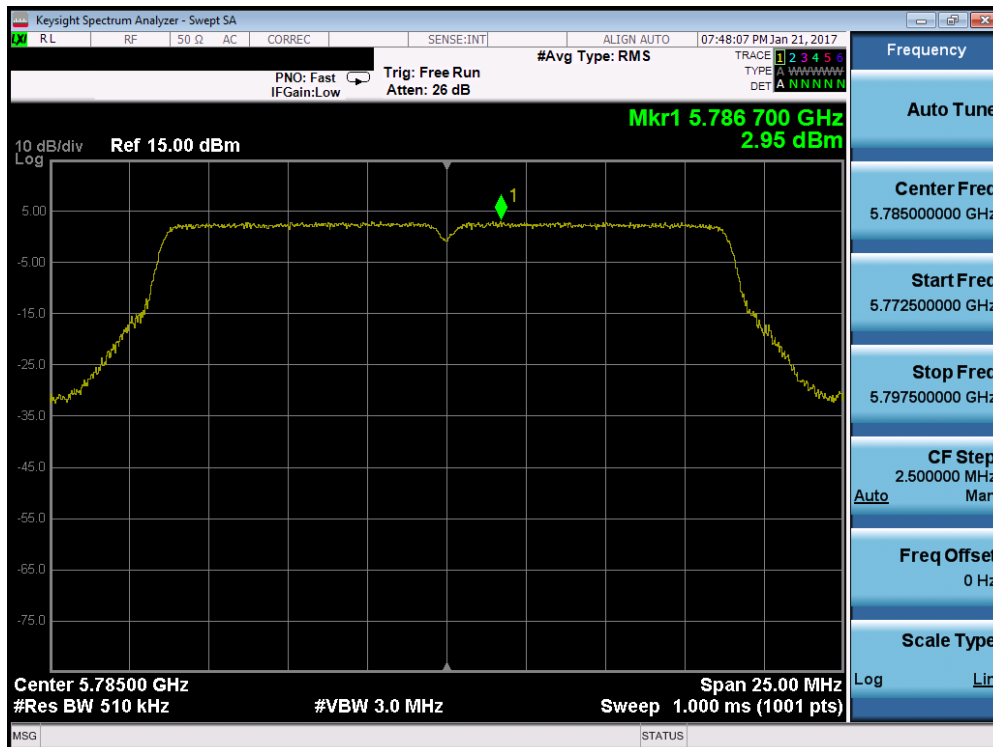 Keysight Spectrum Analyzer - Swept SA
LXI RL RF 50 Ω AC CORREC SENSE:INT ALIGN AUTO 07:48:07 PM Jan 21, 2017
#Avg Type: RMS
TRACE 1 2 3 4 5 6
TYPE A WWWWW
DET A N N N N N
PNO: Fast
IFGain:Low
Trig: Free Run
Atten: 26 dB
Mkr1 5.786 700 GHz
2.95 dBm
10 dB/div Ref 15.00 dBm
Log
1
5.00
-5.00
-15.0
-25.0
-35.0
-45.0
-55.0
-65.0
-75.0
Center 5.78500 GHz
Span 25.00 MHz
#Res BW 510 kHz
#VBW 3.0 MHz
Sweep 1.000 ms (1001 pts)
MSG
STATUS
Frequency
Auto Tune
Center Freq
5.785000000 GHz
Start Freq
5.772500000 GHz
Stop Freq
5.797500000 GHz
CF Step
2.500000 MHz
Auto Man
Freq Offset
0 Hz
Scale Type
Log Lin